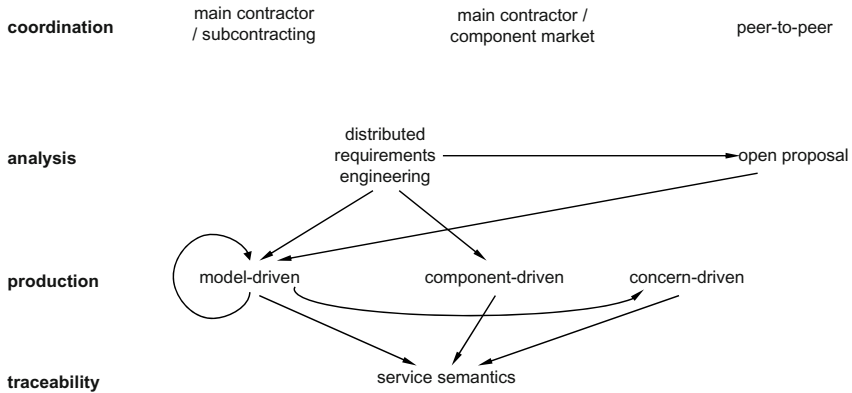 coordination
main contractor
/ subcontracting
main contractor /
component market
peer-to-peer
analysis
distributed
requirements
engineering
open proposal
production
model-driven
component-driven
concern-driven
traceability
service semantics